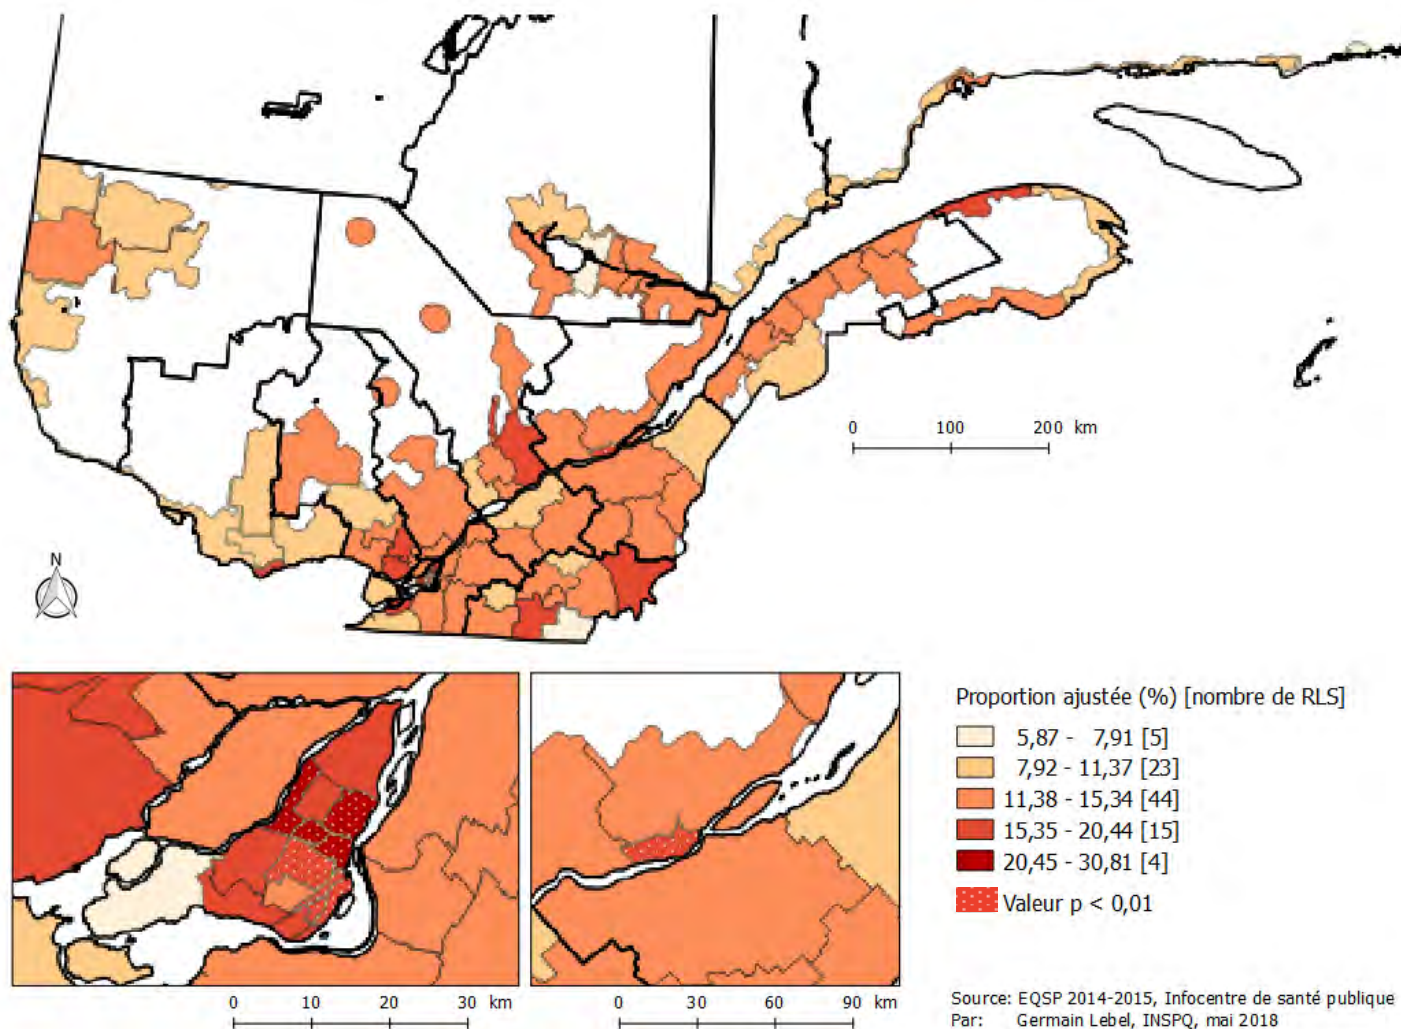 0 100 200 km
N
Proportion ajustée (%) [nombre de RLS]
5,87 - 7,91 [5]
7,92 - 11,37 [23]
11,38 - 15,34 [44]
15,35 - 20,44 [15]
20,45 - 30,81 [4]
Valeur p < 0,01
0 10 20 30 km
0 30 60 90 km
Source: EQSP 2014-2015, Infocentre de santé publique
Par: Germain Lebel, INSPQ, mai 2018